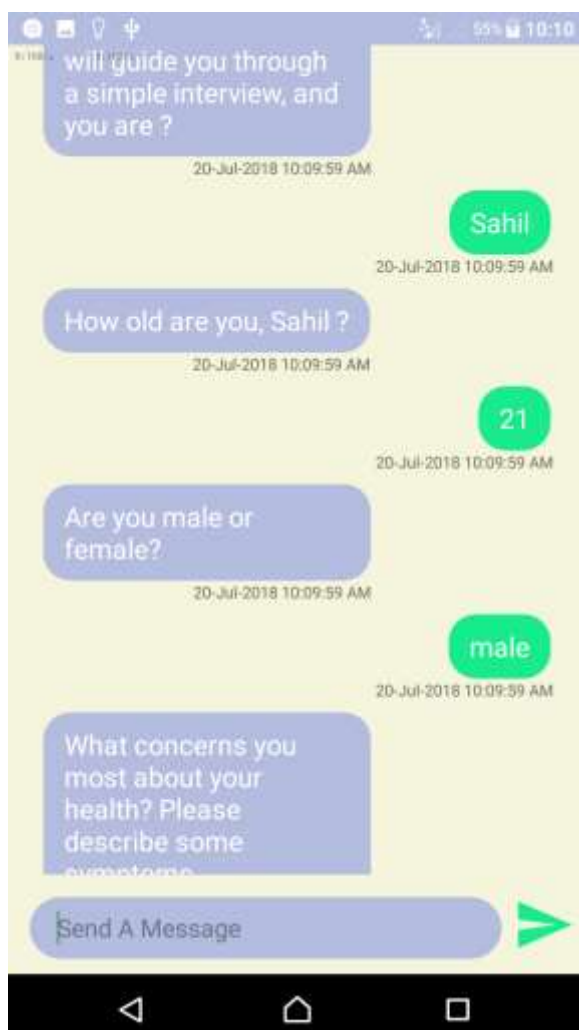 55% 10:10
will guide you through
a simple interview, and
you are ?
20-Jul-2018 10:09:59 AM
Sahil
20-Jul-2018 10:09:59 AM
How old are you, Sahil ?
20-Jul-2018 10:09:59 AM
21
20-Jul-2018 10:09:59 AM
Are you male or
female?
20-Jul-2018 10:09:59 AM
male
20-Jul-2018 10:09:59 AM
What concerns you
most about your
health? Please
describe some
symptoms
Send A Message